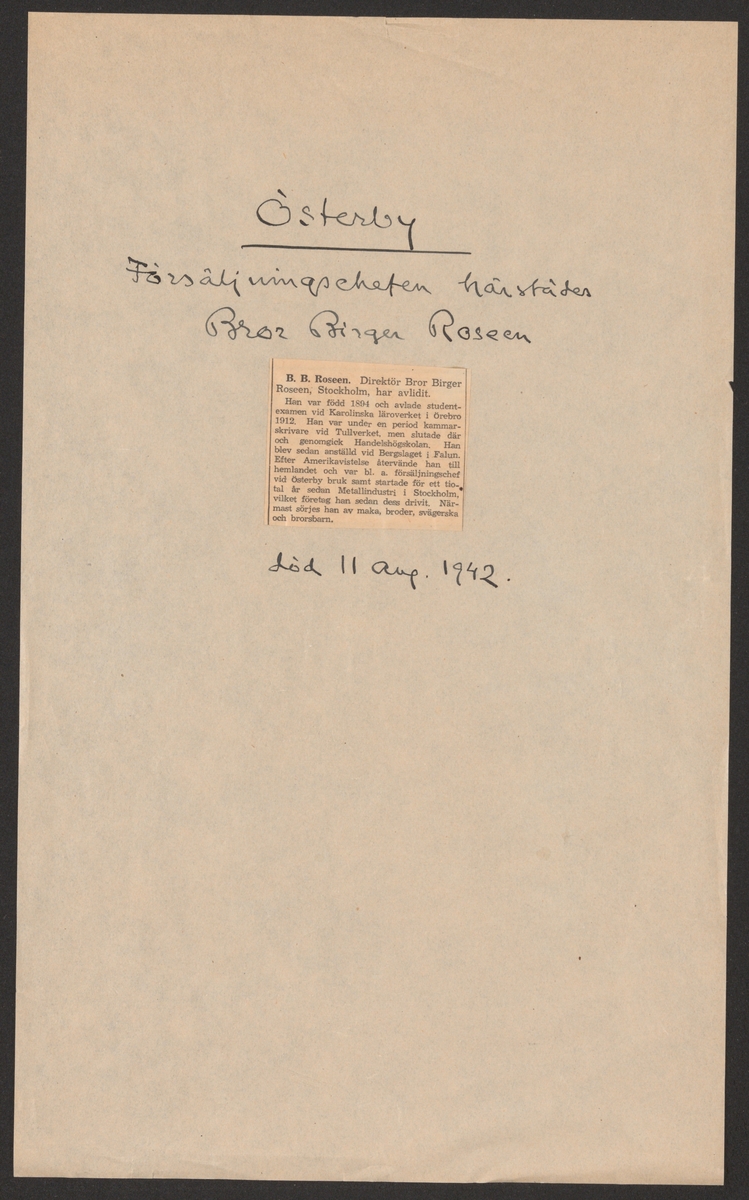 Österby
Försäljningschefen härstädes
Bror Birger Roseen
B. B. Roseen. Direktör Bror Birger
Roseen, Stockholm, har avlidit.
Han var född 1894 och avlade student-
examen vid Karolinska läroverket i Örebro
1912. Han var under en period kammar-
skrivare vid Tullverket, men slutade där
och genomgick Handelshögskolan. Han
blev sedan anställd vid Bergslaget i Falun.
Efter Amerikavistelse återvände han till
hemlandet och var bl. a. försäljningschef
vid Österby bruk samt startade för ett tio-
tal år sedan Metallindustri i Stockholm,
vilket företag han sedan dess drivit. När-
mast sörjes han av maka, broder, svägerska
och brorsbarn.
död 11 Aug. 1942.